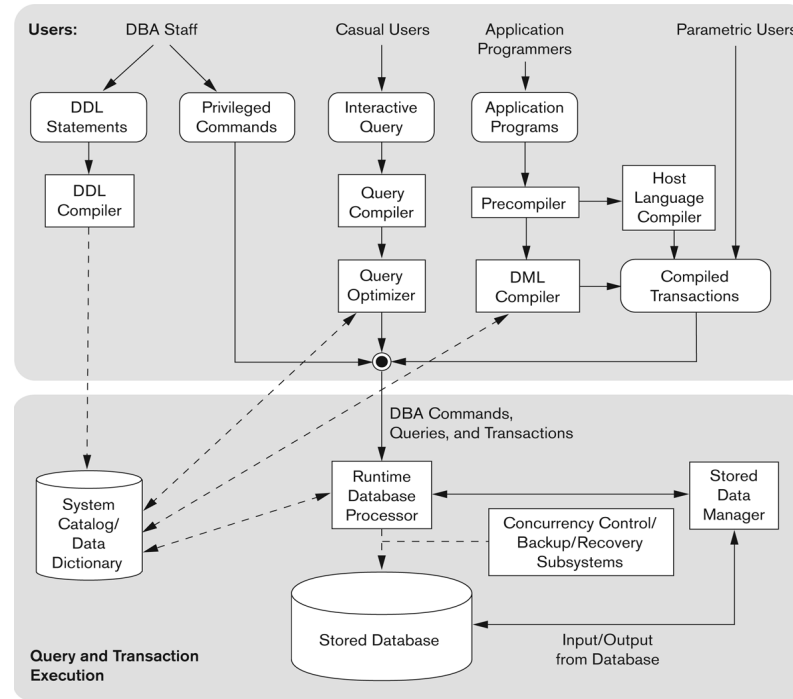 Users:
DBA Staff
Casual Users
Application
Programmers
Parametric Users
DDL
Statements
Privileged
Commands
Interactive
Query
Application
Programs
DDL
Compiler
Query
Compiler
Precompiler
Host
Language
Compiler
Query
Optimizer
DML
Compiler
Compiled
Transactions
DBA Commands,
Queries, and Transactions
System
Catalog/
Data
Dictionary
Runtime
Database
Processor
Stored
Data
Manager
Concurrency Control/
Backup/Recovery
Subsystems
Stored Database
Input/Output
from Database
Query and Transaction
Execution